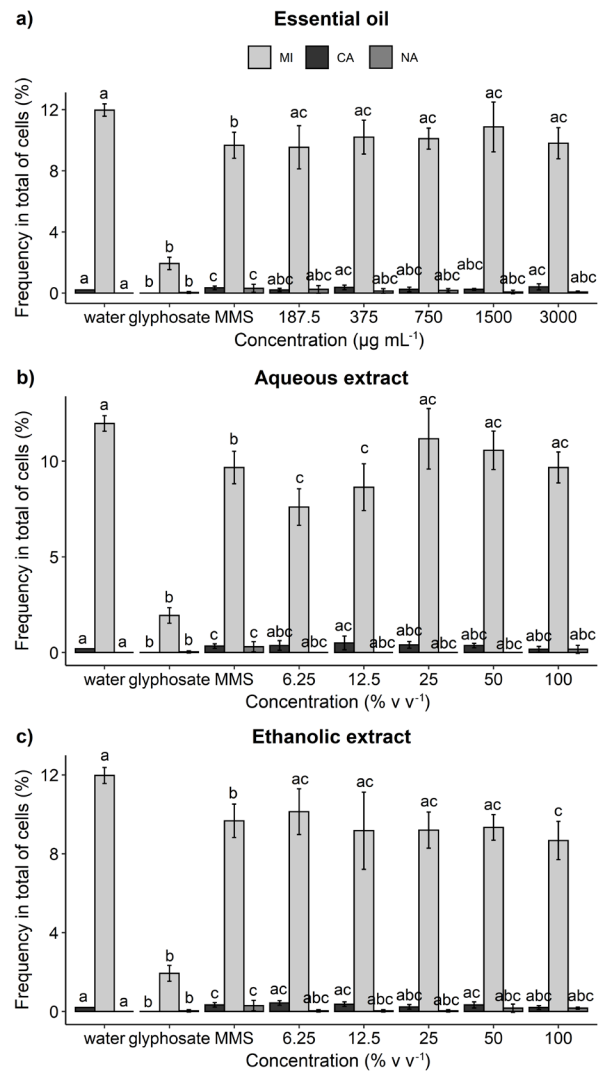 a) Essential oil
MI CA NA
Frequency in total of cells (%)
12
8
4
0
a a a
b b b
c b c
abc ac abc
ac ac abc
abc ac abc
abc ac abc
ac ac abc
water glyphosate MMS 187.5 375 750 1500 3000
Concentration (µg mL-1)
b) Aqueous extract
Frequency in total of cells (%)
10
5
0
a a a
b b b
c b c
abc c abc
ac c abc
abc ac abc
abc ac abc
abc ac abc
water glyphosate MMS 6.25 12.5 25 50 100
Concentration (% v v-1)
c) Ethanolic extract
Frequency in total of cells (%)
12
8
4
0
a a a
b b b
c b c
ac ac abc
ac ac abc
abc ac abc
ac ac abc
abc c abc
water glyphosate MMS 6.25 12.5 25 50 100
Concentration (% v v-1)